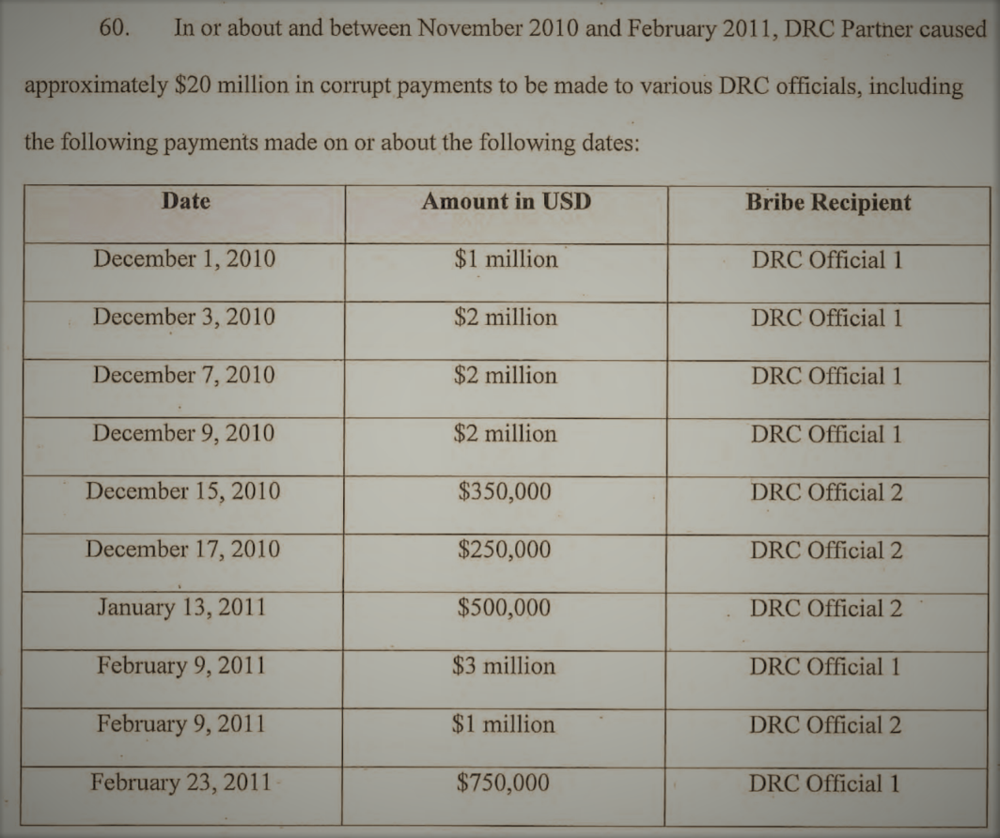 60. In or about and between November 2010 and February 2011, DRC Partner caused
approximately $20 million in corrupt payments to be made to various DRC officials, including
the following payments made on or about the following dates:
Date Amount in USD Bribe Recipient
December 1, 2010 $1 million DRC Official 1
December 3, 2010 $2 million DRC Official 1
December 7, 2010 $2 million DRC Official 1
December 9, 2010 $2 million DRC Official 1
December 15, 2010 $350,000 DRC Official 2
December 17, 2010 $250,000 DRC Official 2
January 13, 2011 $500,000 DRC Official 2
February 9, 2011 $3 million DRC Official 1
February 9, 2011 $1 million DRC Official 2
February 23, 2011 $750,000 DRC Official 1